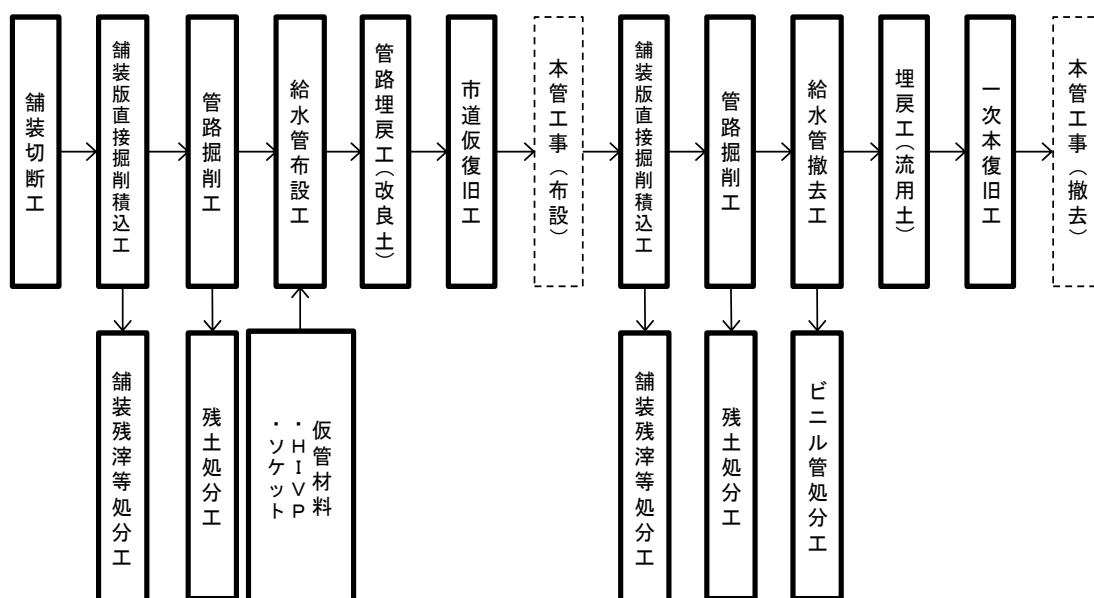 舗装切断工
舗装版直接掘削積込工
管路掘削工
給水管布設工
管路埋戻工（改良土）
市道仮復旧工
本管工事（布設）
舗装版直接掘削積込工
管路掘削工
給水管撤去工
埋戻工（流用土）
一次本復旧工
本管工事（撤去）
舗装残滓等処分工
残土処分工
仮管材料
・ＨＩＶＰ
・ソケット
舗装残滓等処分工
残土処分工
ビニル管処分工